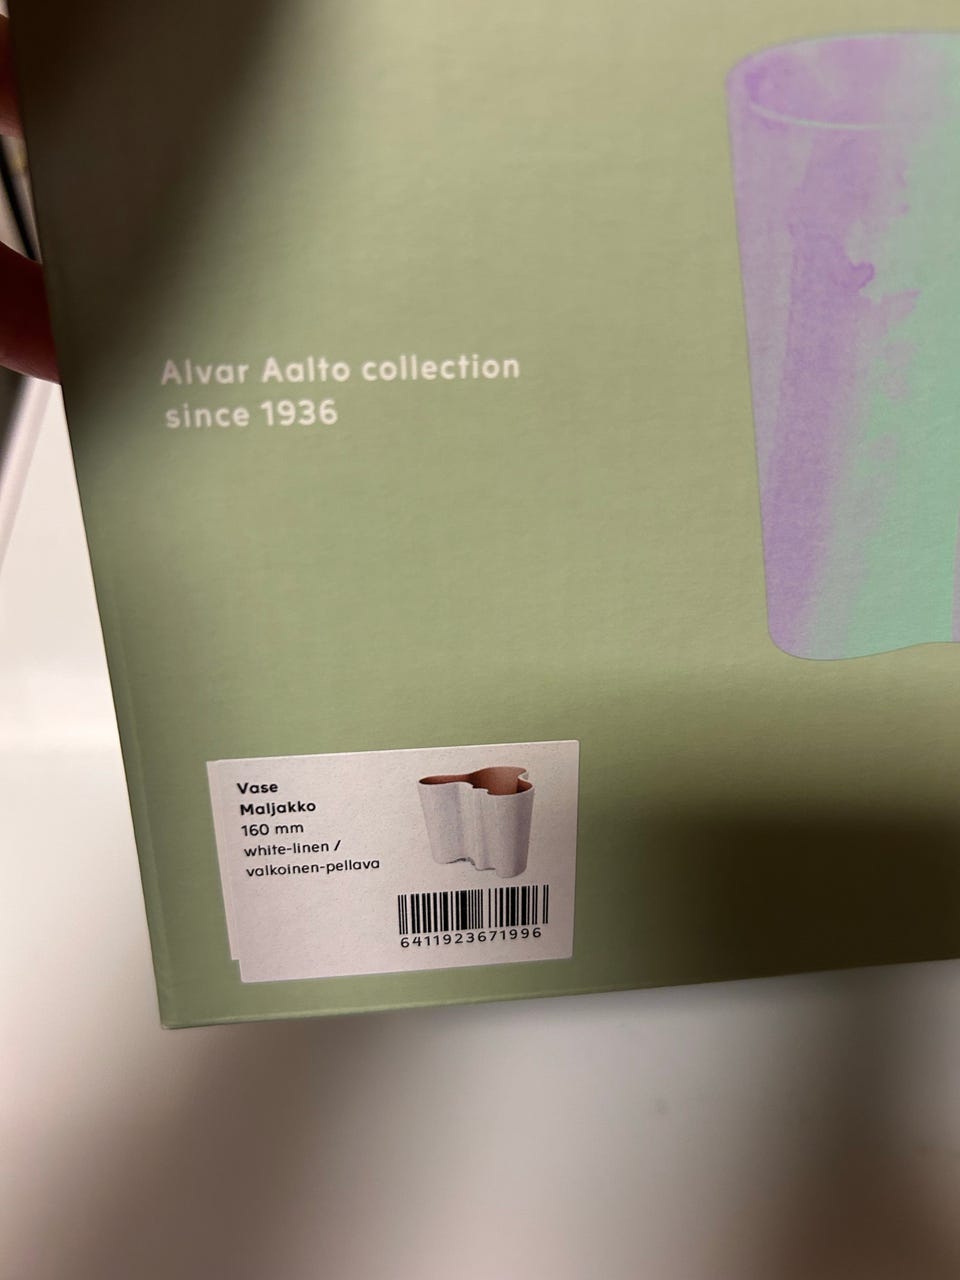 Alvar Aalto collection
since 1936
Vase
Maljakko
160 mm
white-linen /
valkoinen-pellava
6411923671996